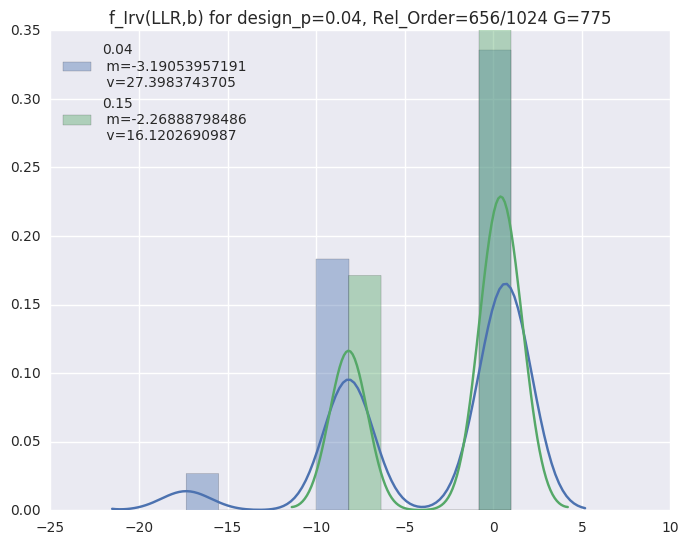 f_Irv(LLR,b) for design_p=0.04, Rel_Order=656/1024 G=775
0.04
m=-3.19053957191
v=27.3983743705
0.15
m=-2.26888798486
v=16.1202690987
0.35
0.30
0.25
0.20
0.15
0.10
0.05
0.00
−25 −20 −15 −10 −5 0 5 10